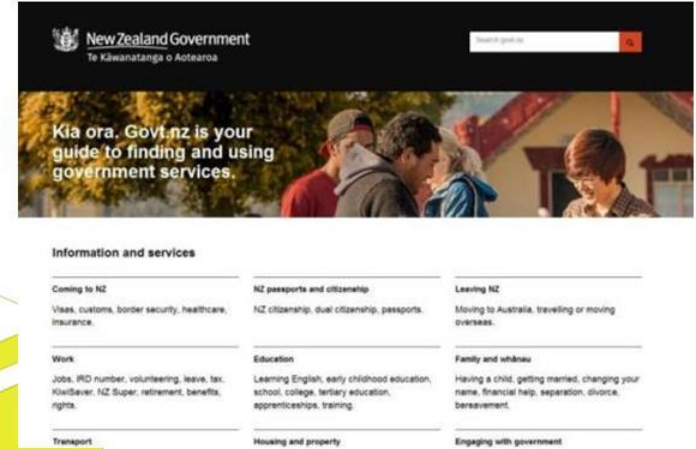 New Zealand Government
Te Kāwanatanga o Aotearoa
Search govt.nz
Kia ora. Govt.nz is your
guide to finding and using
government services.
Information and services
Coming to NZ
Visas, customs, border security, healthcare,
insurance.
NZ passports and citizenship
NZ citizenship, dual citizenship, passports.
Leaving NZ
Moving to Australia, travelling or moving
overseas.
Work
Jobs, IRD number, volunteering, leave, tax,
KiwiSaver, NZ Super, retirement, benefits,
rights.
Education
Learning English, early childhood education,
school, college, tertiary education,
apprenticeships, training.
Family and whānau
Having a child, getting married, changing your
name, financial help, separation, divorce,
bereavement.
Transport
Housing and property
Engaging with government